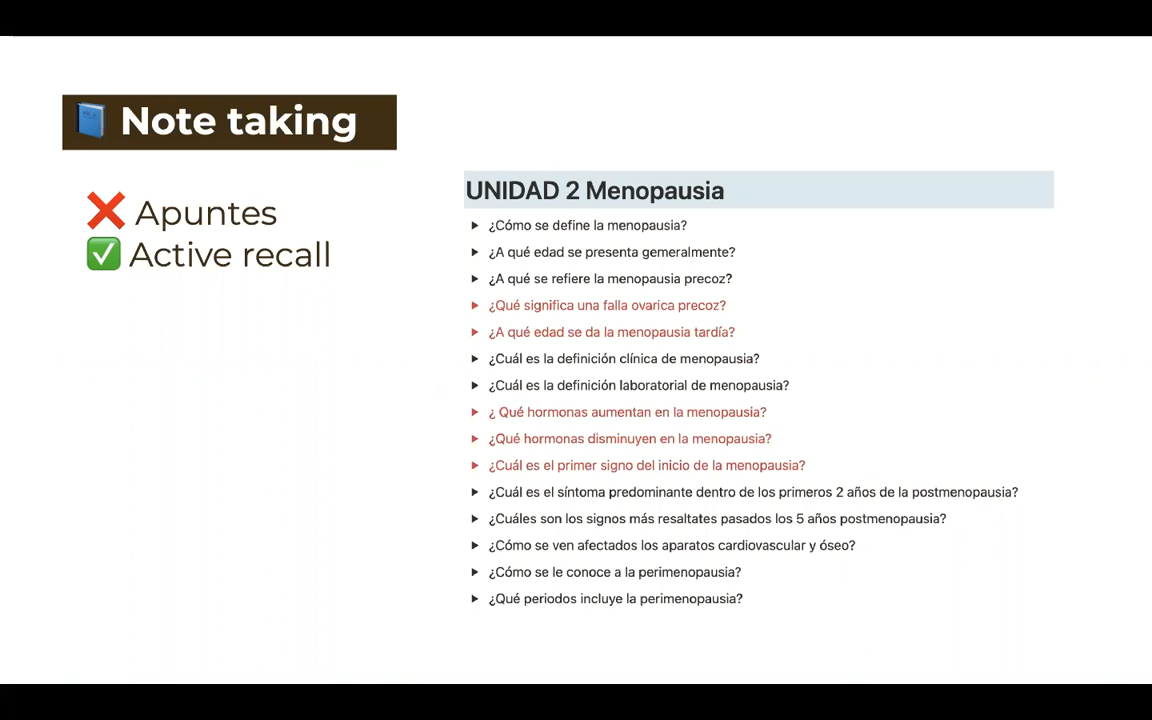 Note taking
Apuntes
Active recall
UNIDAD 2 Menopausia
¿Cómo se define la menopausia?
¿A qué edad se presenta gemeralmente?
¿A qué se refiere la menopausia precoz?
¿Qué significa una falla ovarica precoz?
¿A qué edad se da la menopausia tardía?
¿Cuál es la definición clínica de menopausia?
¿Cuál es la definición laboratorial de menopausia?
¿ Qué hormonas aumentan en la menopausia?
¿Qué hormonas disminuyen en la menopausia?
¿Cuál es el primer signo del inicio de la menopausia?
¿Cuál es el síntoma predominante dentro de los primeros 2 años de la postmenopausia?
¿Cuáles son los signos más resaltates pasados los 5 años postmenopausia?
¿Cómo se ven afectados los aparatos cardiovascular y óseo?
¿Cómo se le conoce a la perimenopausia?
¿Qué periodos incluye la perimenopausia?